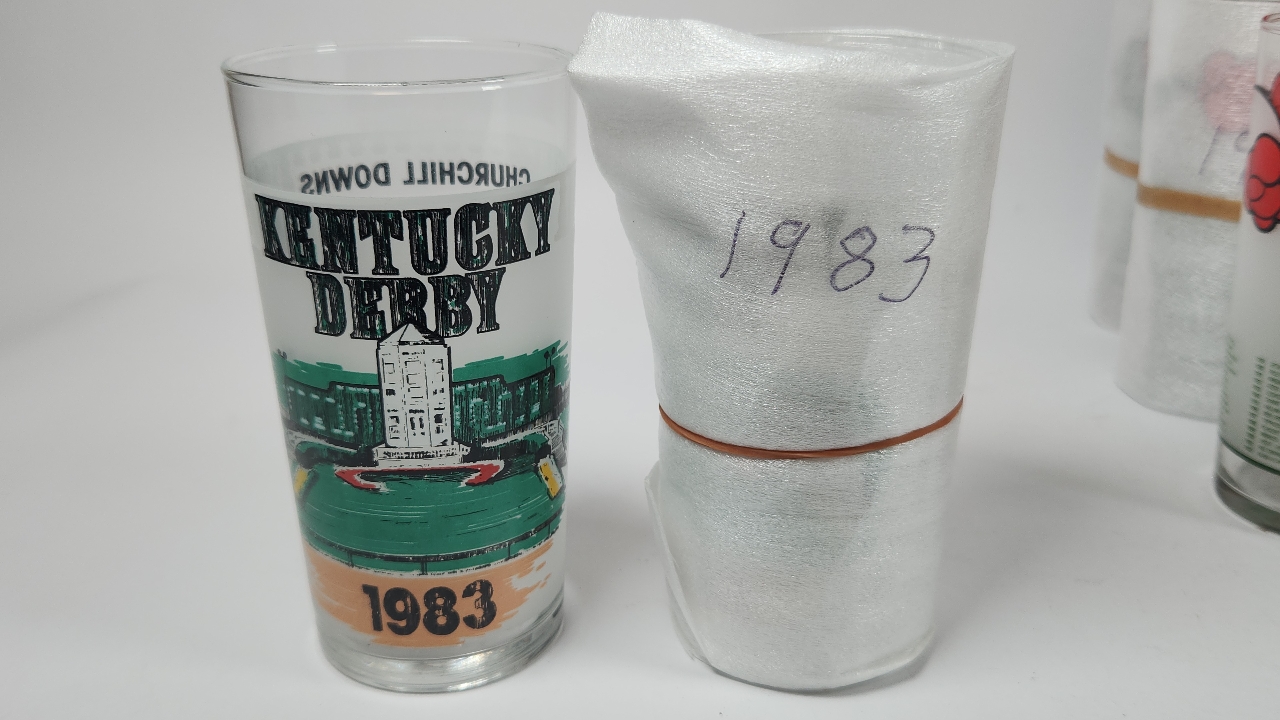 CHURCHILL DOWNS
KENTUCKY
DERBY
1983
1983